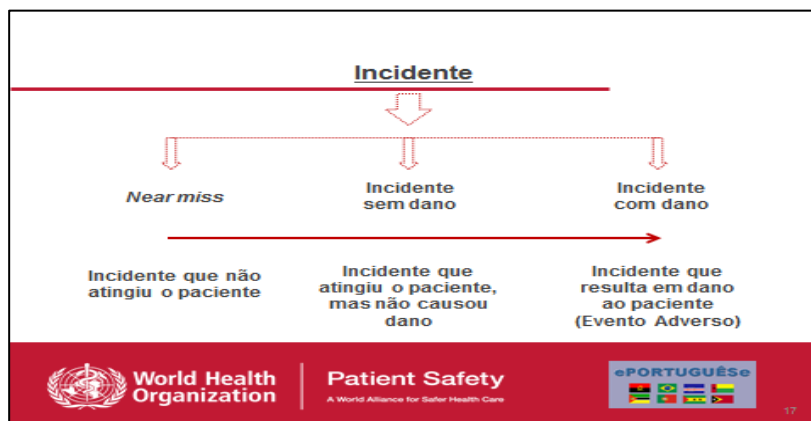 Incidente
Near miss
Incidente
sem dano
Incidente
com dano
Incidente que não
atingiu o paciente
Incidente que
atingiu o paciente,
mas não causou
dano
Incidente que
resulta em dano
ao paciente
(Evento Adverso)
World Health
Organization
Patient Safety
A World Alliance for Safer Health Care
ePORTUGUÊSe
17